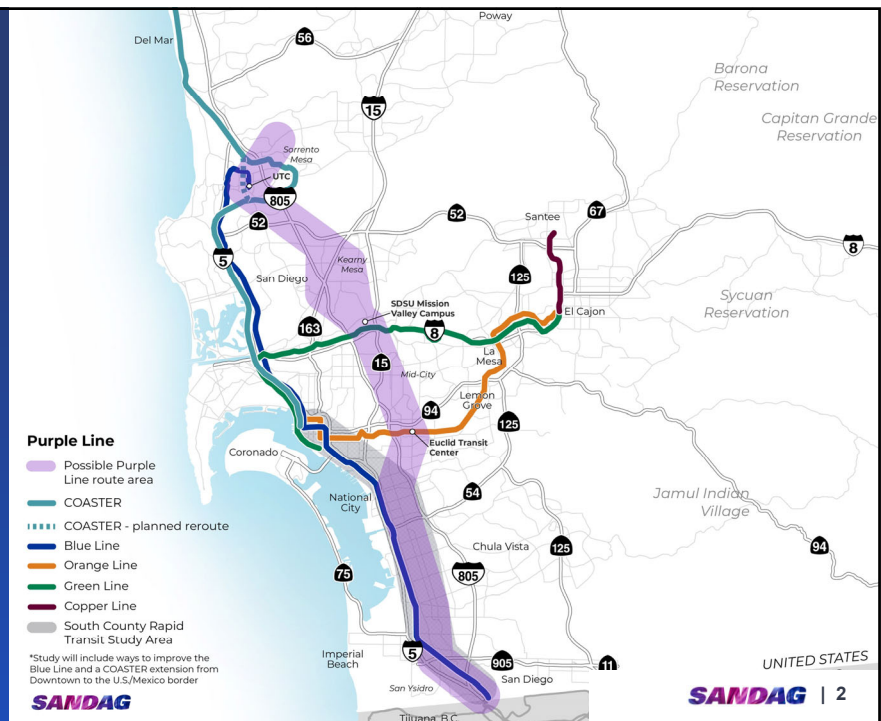 Poway
Del Mar
56
15
Barona
Reservation
Capitan Grande
Reservation
Sorrento
Mesa
UTC
805
52
52
67
Santee
8
5
Kearny
Mesa
San Diego
125
SDSU Mission
Valley Campus
El Cajon
Sycuan
Reservation
163
8
La
Mesa
15
Mid-City
94
Lemon
Grove
125
Euclid Transit
Center
Coronado
National
City
54
Jamul Indian
Village
Chula Vista
125
94
75
805
Imperial
Beach
5
905
11
San Diego
UNITED STATES
San Ysidro
Tijuana, B.C.
Purple Line
Possible Purple
Line route area
COASTER
COASTER - planned reroute
Blue Line
Orange Line
Green Line
Copper Line
South County Rapid
Transit Study Area
*Study will include ways to improve the
Blue Line and a COASTER extension from
Downtown to the U.S./Mexico border
SANDAG
SANDAG | 2